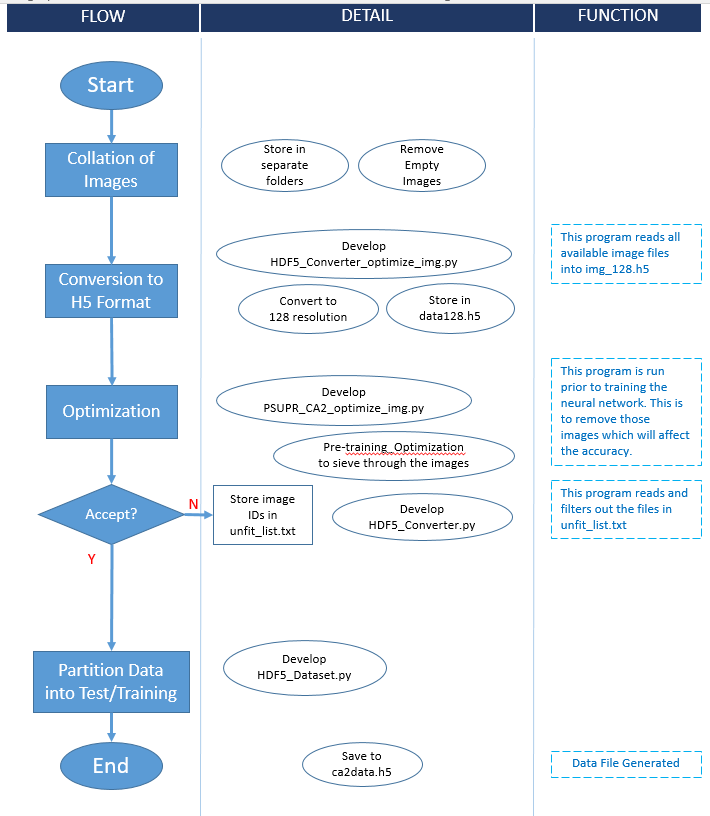 FLOW
DETAIL
FUNCTION
Start
Collation of
Images
Store in
separate
folders
Remove
Empty
Images
Conversion to
H5 Format
Develop
HDF5_Converter_optimize_img.py
Convert to
128 resolution
Store in
data128.h5
This program reads all
available image files
into img_128.h5
Optimization
Develop
PSUPR_CA2_optimize_img.py
Pre-training_Optimization
to sieve through the images
This program is run
prior to training the
neural network. This is
to remove those
images which will affect
the accuracy.
Accept?
N
Y
Store image
IDs in
unfit_list.txt
Develop
HDF5_Converter.py
This program reads and
filters out the files in
unfit_list.txt
Partition Data
into Test/Training
Develop
HDF5_Dataset.py
End
Save to
ca2data.h5
Data File Generated